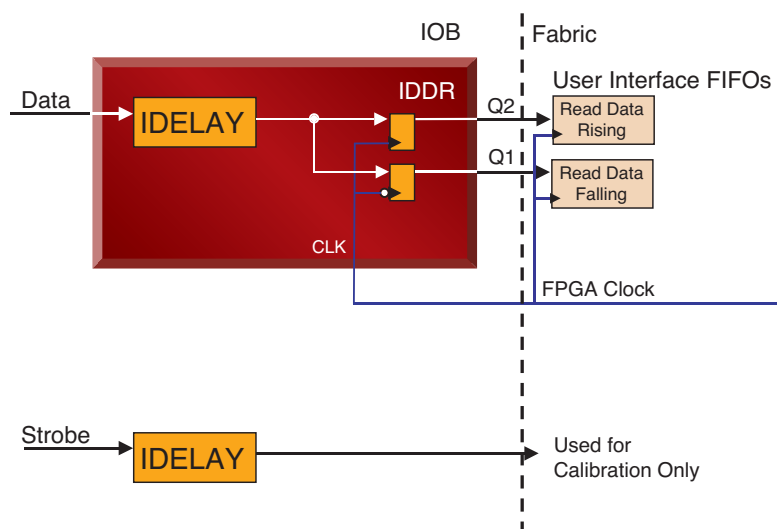 IOB
Fabric
User Interface FIFOs
Data
IDELAY
IDDR
Q2
Read Data
Rising
Q1
Read Data
Falling
CLK
FPGA Clock
Strobe
IDELAY
Used for
Calibration Only